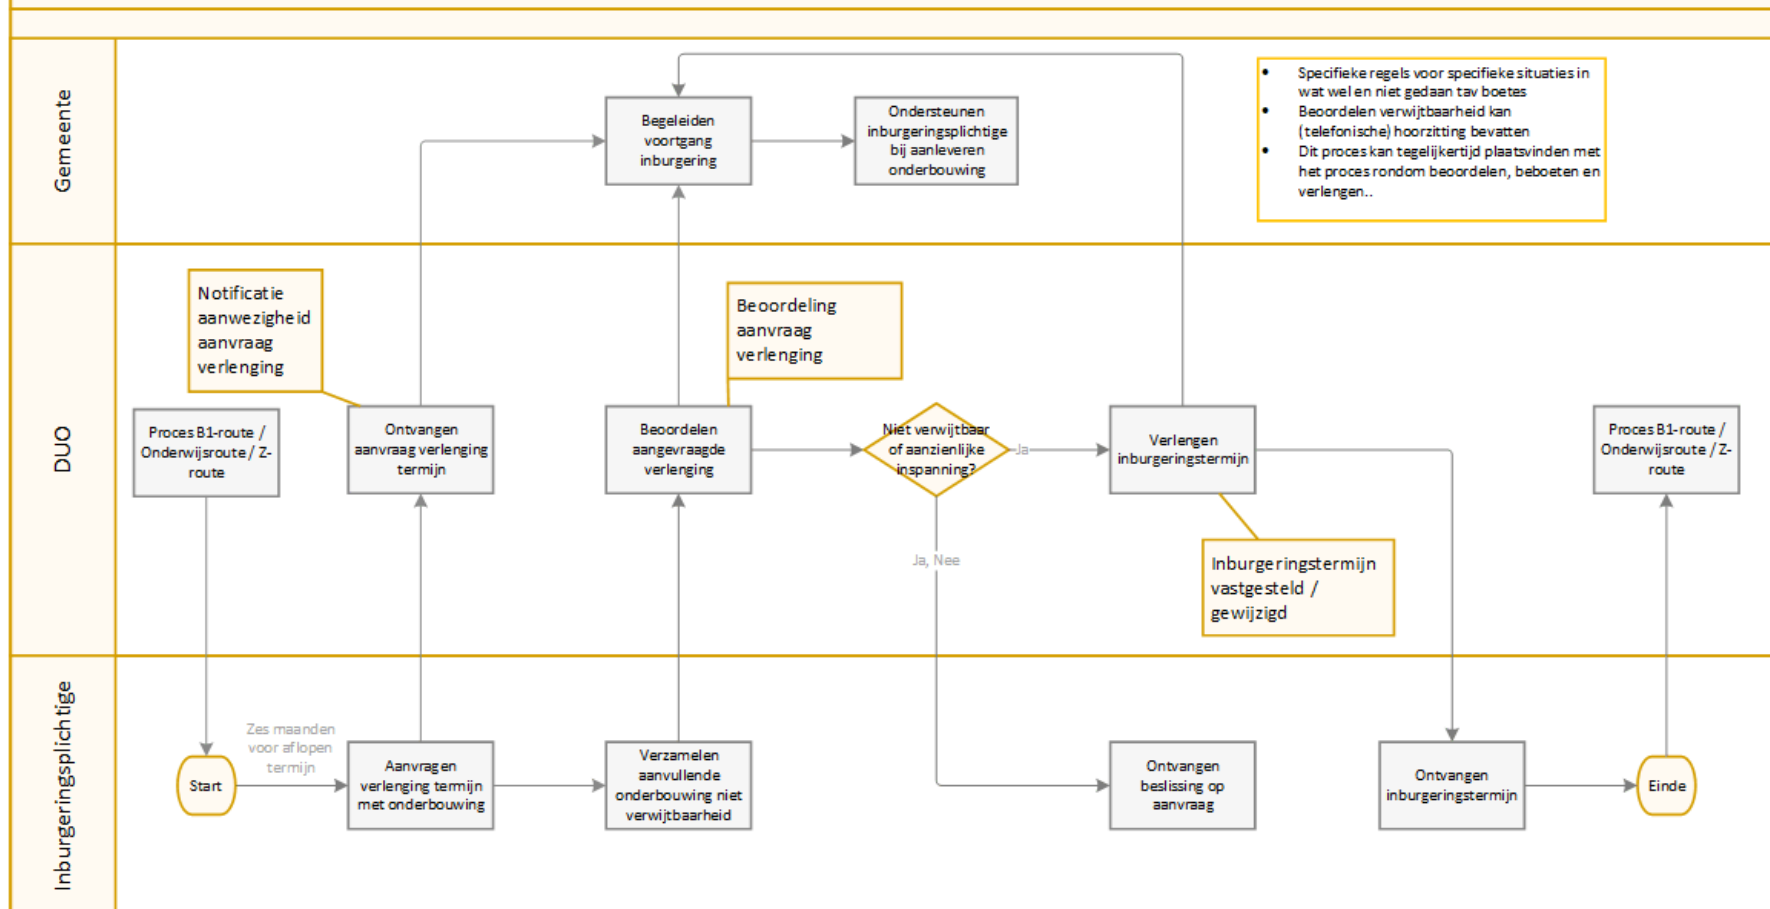 Gemeente
Begeleiden
voortgang
inburgering
Ondersteunen
inburgeringsplichtige
bij aanleveren
onderbouwing
• Specifieke regels voor specifieke situaties in
wat wel en niet gedaan tav boetes
• Beoordelen verwijtbaarheid kan
(telefonische) hoorzitting bevatten
• Dit proces kan tegelijkertijd plaatsvinden met
het proces rondom beoordelen, beboeten en
verlengen..
DUO
Notificatie
aanwezigheid
aanvraag
verlenging
Beoordeling
aanvraag
verlenging
Proces B1-route /
Onderwijsroute / Z-
route
Ontvangen
aanvraag verlenging
termijn
Beoordelen
aangevraagde
verlenging
Niet verwijtbaar
of aanzienlijke
inspanning?
Ja
Verlengen
inburgeringstermijn
Proces B1-route /
Onderwijsroute / Z-
route
Ja, Nee
Inburgeringstermijn
vastgesteld /
gewijzigd
Inburgeringsplichtige
Start
Zes maanden
voor aflopen
termijn
Aanvragen
verlenging termijn
met onderbouwing
Verzamelen
aanvullende
onderbouwing niet
verwijtbaarheid
Ontvangen
beslissing op
aanvraag
Ontvangen
inburgeringstermijn
Einde